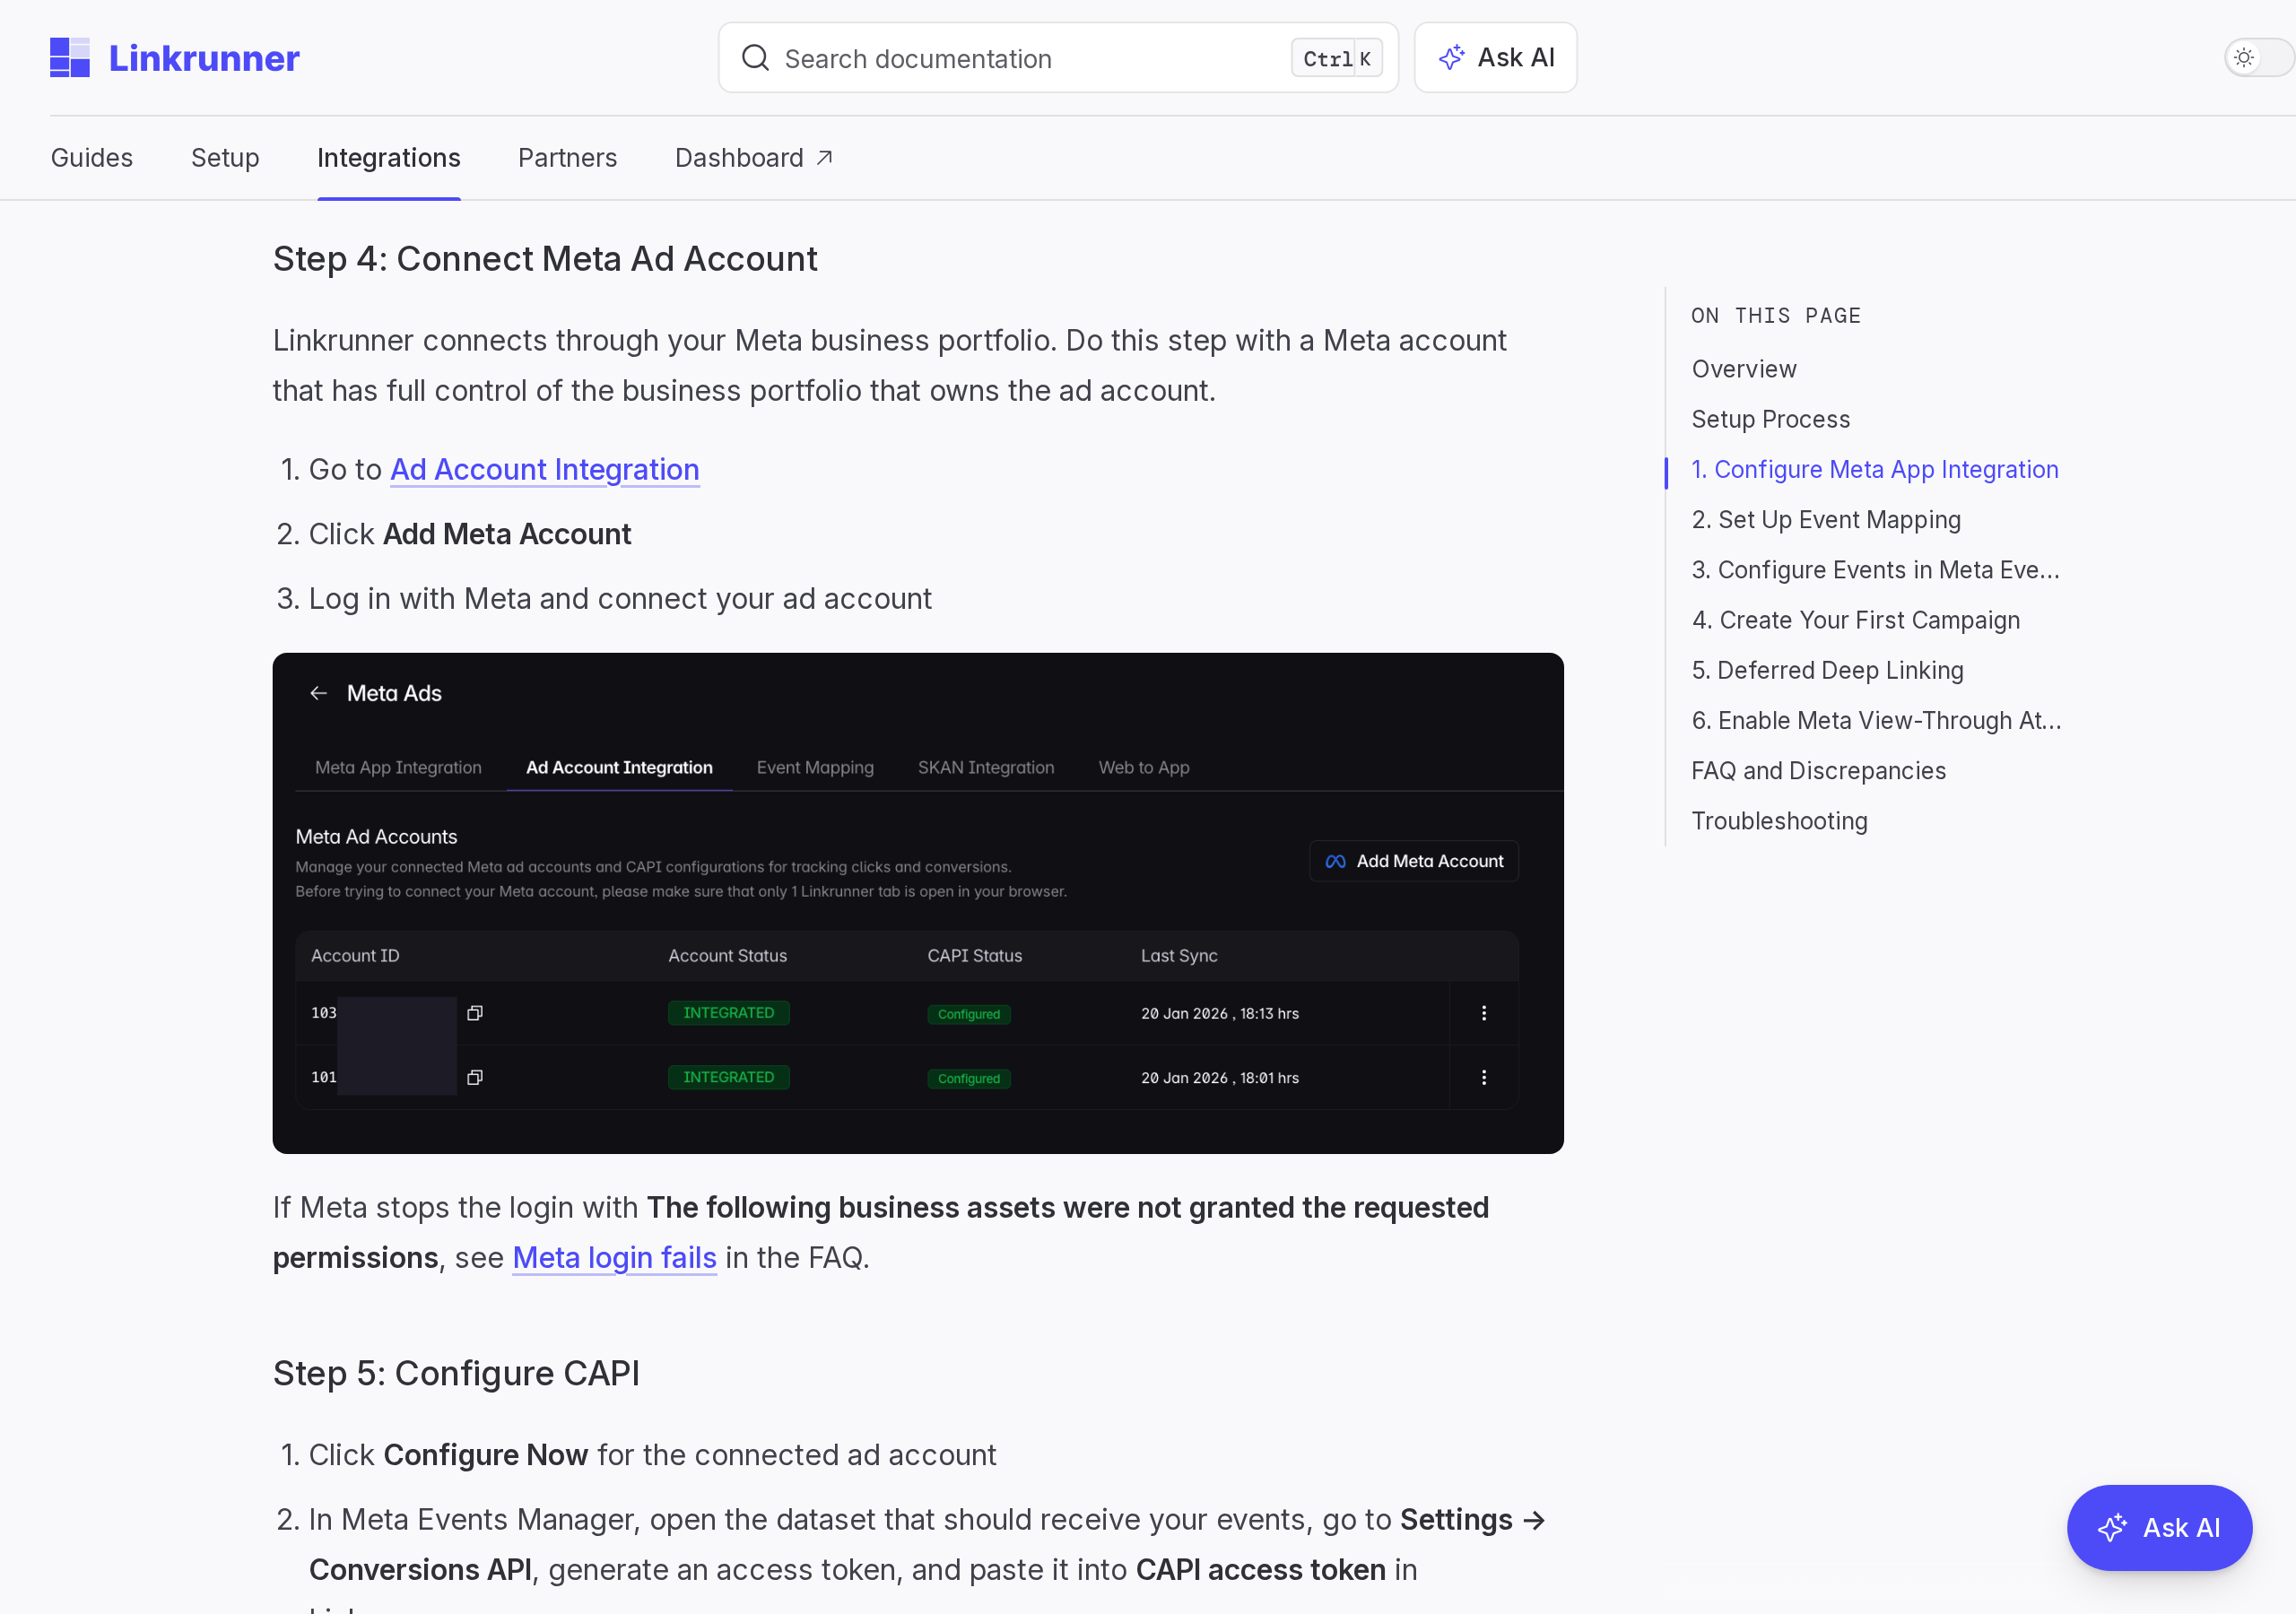 Linkrunner
Search documentation
Ctrl K
Ask AI
Guides
Setup
Integrations
Partners
Dashboard
Step 4: Connect Meta Ad Account
Linkrunner connects through your Meta business portfolio. Do this step with a Meta account
that has full control of the business portfolio that owns the ad account.
1. Go to Ad Account Integration
2. Click Add Meta Account
3. Log in with Meta and connect your ad account
Meta Ads
Meta App Integration
Ad Account Integration
Event Mapping
SKAN Integration
Web to App
Meta Ad Accounts
Manage your connected Meta ad accounts and CAPI configurations for tracking clicks and conversions.
Before trying to connect your Meta account, please make sure that only 1 Linkrunner tab is open in your browser.
Add Meta Account
Account ID
Account Status
CAPI Status
Last Sync
103
INTEGRATED
Configured
20 Jan 2026 , 18:13 hrs
101
INTEGRATED
Configured
20 Jan 2026 , 18:01 hrs
If Meta stops the login with The following business assets were not granted the requested
permissions, see Meta login fails in the FAQ.
Step 5: Configure CAPI
1. Click Configure Now for the connected ad account
2. In Meta Events Manager, open the dataset that should receive your events, go to Settings →
Conversions API, generate an access token, and paste it into CAPI access token in
ON THIS PAGE
Overview
Setup Process
1. Configure Meta App Integration
2. Set Up Event Mapping
3. Configure Events in Meta Eve...
4. Create Your First Campaign
5. Deferred Deep Linking
6. Enable Meta View-Through At...
FAQ and Discrepancies
Troubleshooting
Ask AI